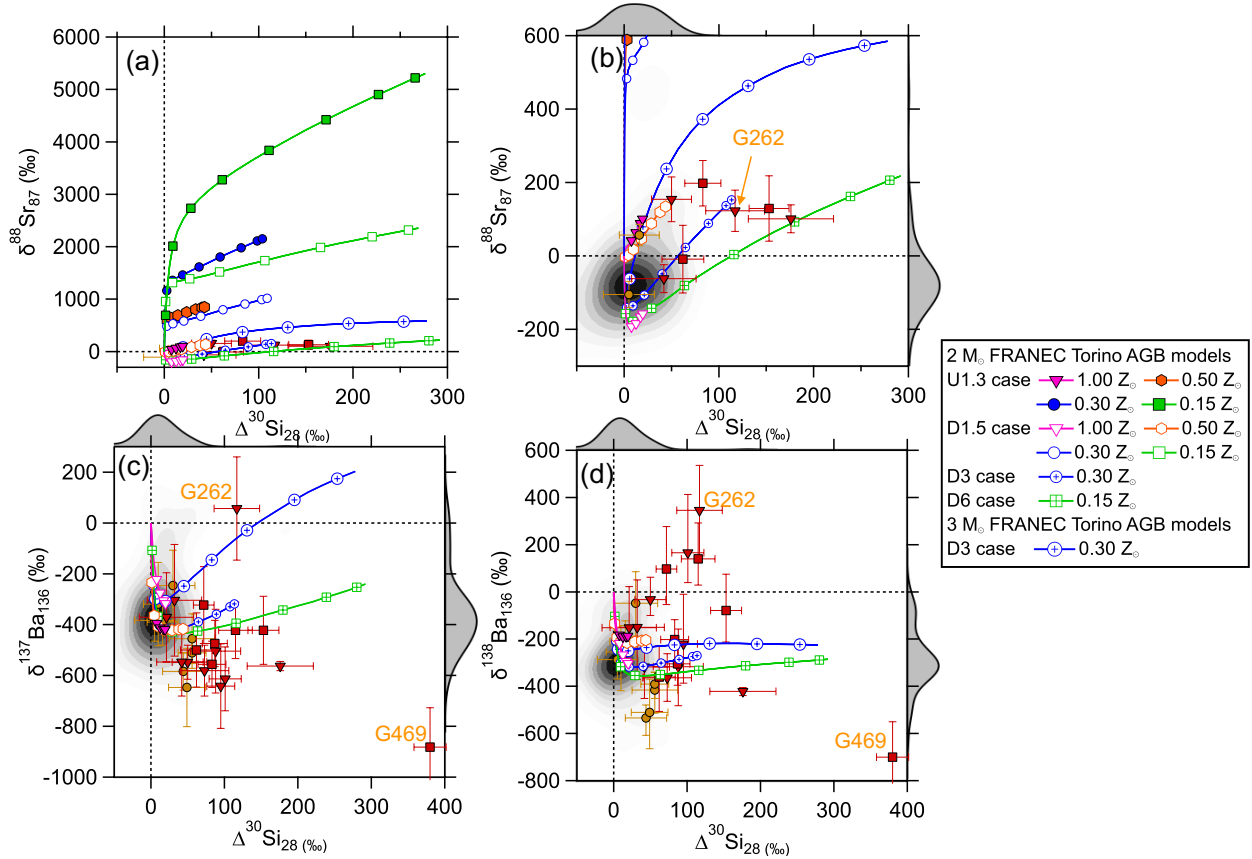 (a)
6000
5000
4000
3000
2000
1000
0
δ⁸⁸Sr₈₇ (‰)
0
100
200
300
Δ³⁰Si₂₈ (‰)
(b)
600
400
200
0
-200
δ⁸⁸Sr₈₇ (‰)
G262
0
100
200
300
Δ³⁰Si₂₈ (‰)
2 M☉ FRANEC Torino AGB models
U1.3 case 1.00 Z☉ 0.50 Z☉
0.30 Z☉ 0.15 Z☉
D1.5 case 1.00 Z☉ 0.50 Z☉
0.30 Z☉ 0.15 Z☉
D3 case 0.30 Z☉
D6 case 0.15 Z☉
3 M☉ FRANEC Torino AGB models
D3 case 0.30 Z☉
(c)
200
0
-200
-400
-600
-800
-1000
δ¹³⁷Ba₁₃₆ (‰)
G262
G469
0
100
200
300
400
Δ³⁰Si₂₈ (‰)
(d)
600
400
200
0
-200
-400
-600
-800
δ¹³⁸Ba₁₃₆ (‰)
G262
G469
0
100
200
300
400
Δ³⁰Si₂₈ (‰)